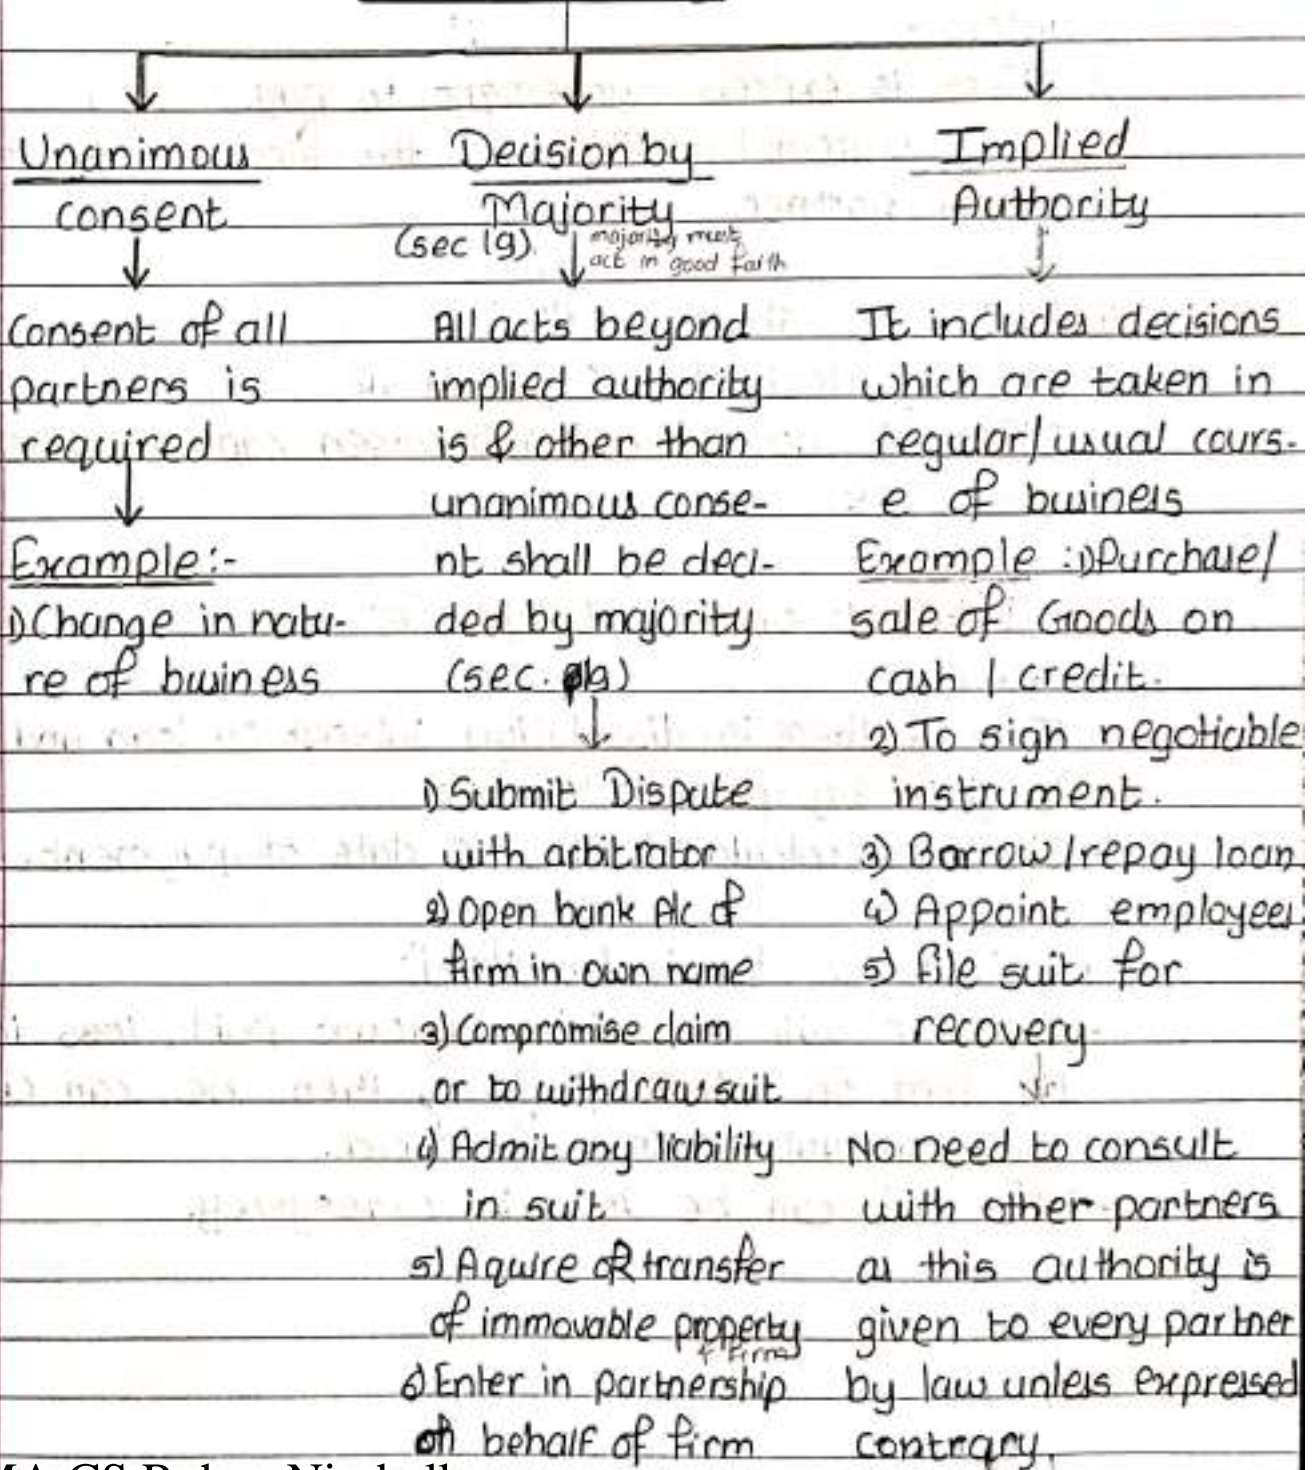 Unanimous
consent
Consent of all
partners is
required
Example:-
1) Change in natu-
re of business
Decision by
Majority
(sec 19)
majority must
act in good faith
All acts beyond
implied authority
is & other than
unanimous conse-
nt shall be deci-
ded by majority
(sec. 19)
1) Submit Dispute
with arbitrator
2) Open bank A/c of
firm in own name
3) Compromise claim
or to withdraw suit
4) Admit any liability
in suit
5) Aquire OR transfer
of immovable property
of firm
6) Enter in partnership
on behalf of firm
Implied
Authority
It includes decisions
which are taken in
regular/usual cours-
e of business
Example :1) Purchase/
sale of Goods on
cash / credit.
2) To sign negotiable
instrument.
3) Borrow/repay loan
4) Appoint employees
5) file suit for
recovery
No need to consult
with other partners
as this authority is
given to every partner
by law unless expressed
contrary.